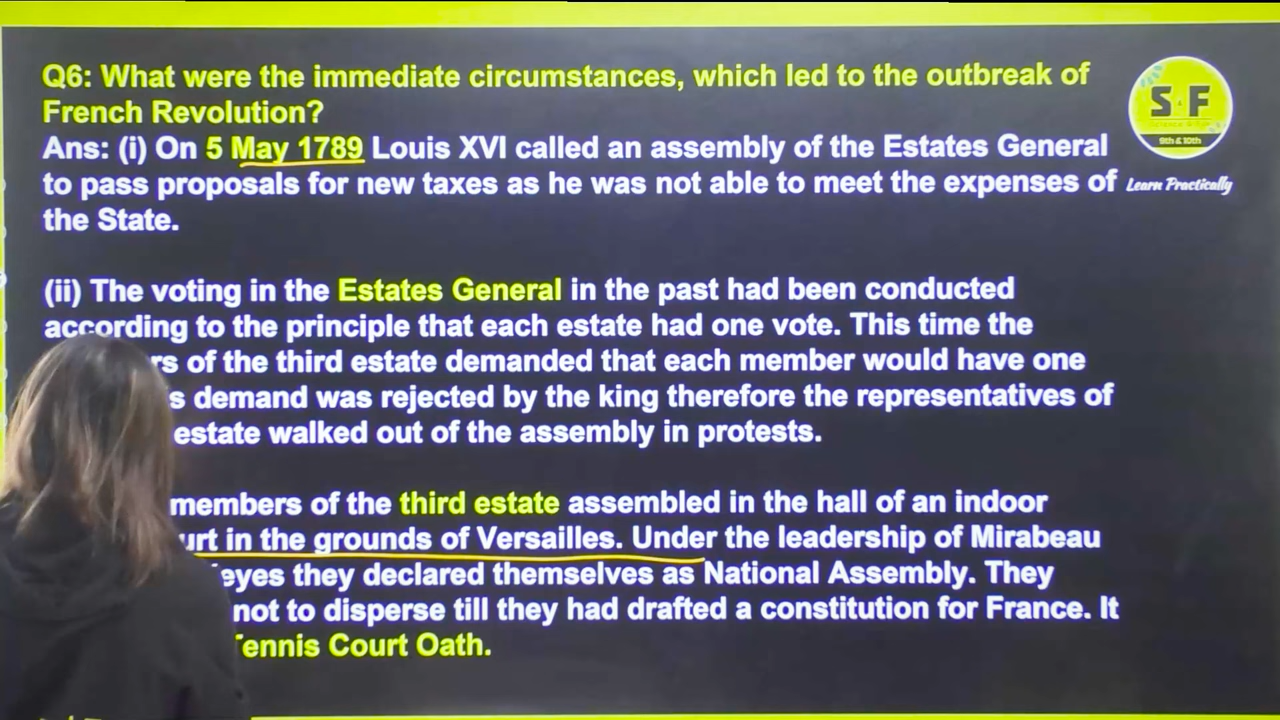 Q6: What were the immediate circumstances, which led to the outbreak of
French Revolution?
Ans: (i) On 5 May 1789 Louis XVI called an assembly of the Estates General
to pass proposals for new taxes as he was not able to meet the expenses of
the State.
(ii) The voting in the Estates General in the past had been conducted
according to the principle that each estate had one vote. This time the
of the third estate demanded that each member would have one
demand was rejected by the king therefore the representatives of
estate walked out of the assembly in protests.
members of the third estate assembled in the hall of an indoor
in the grounds of Versailles. Under the leadership of Mirabeau
they declared themselves as National Assembly. They
not to disperse till they had drafted a constitution for France. It
Tennis Court Oath.
S F
9th & 10th
Learn Practically